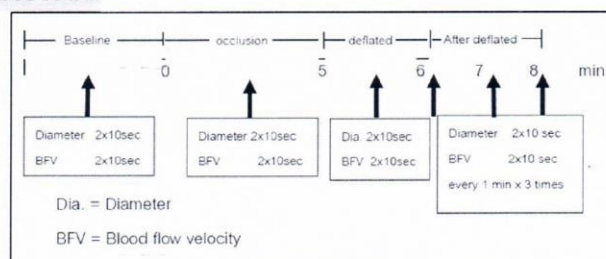 Baseline occlusion deflated After deflated
0 5 6 7 8 min
Diameter 2x10sec
BFV 2x10sec
Diameter 2x10sec
BFV 2x10sec
Dia. 2x10sec
BFV 2x10sec
Diameter 2x10 sec
BFV 2x10 sec
every 1 min x 3 times
Dia. = Diameter
BFV = Blood flow velocity